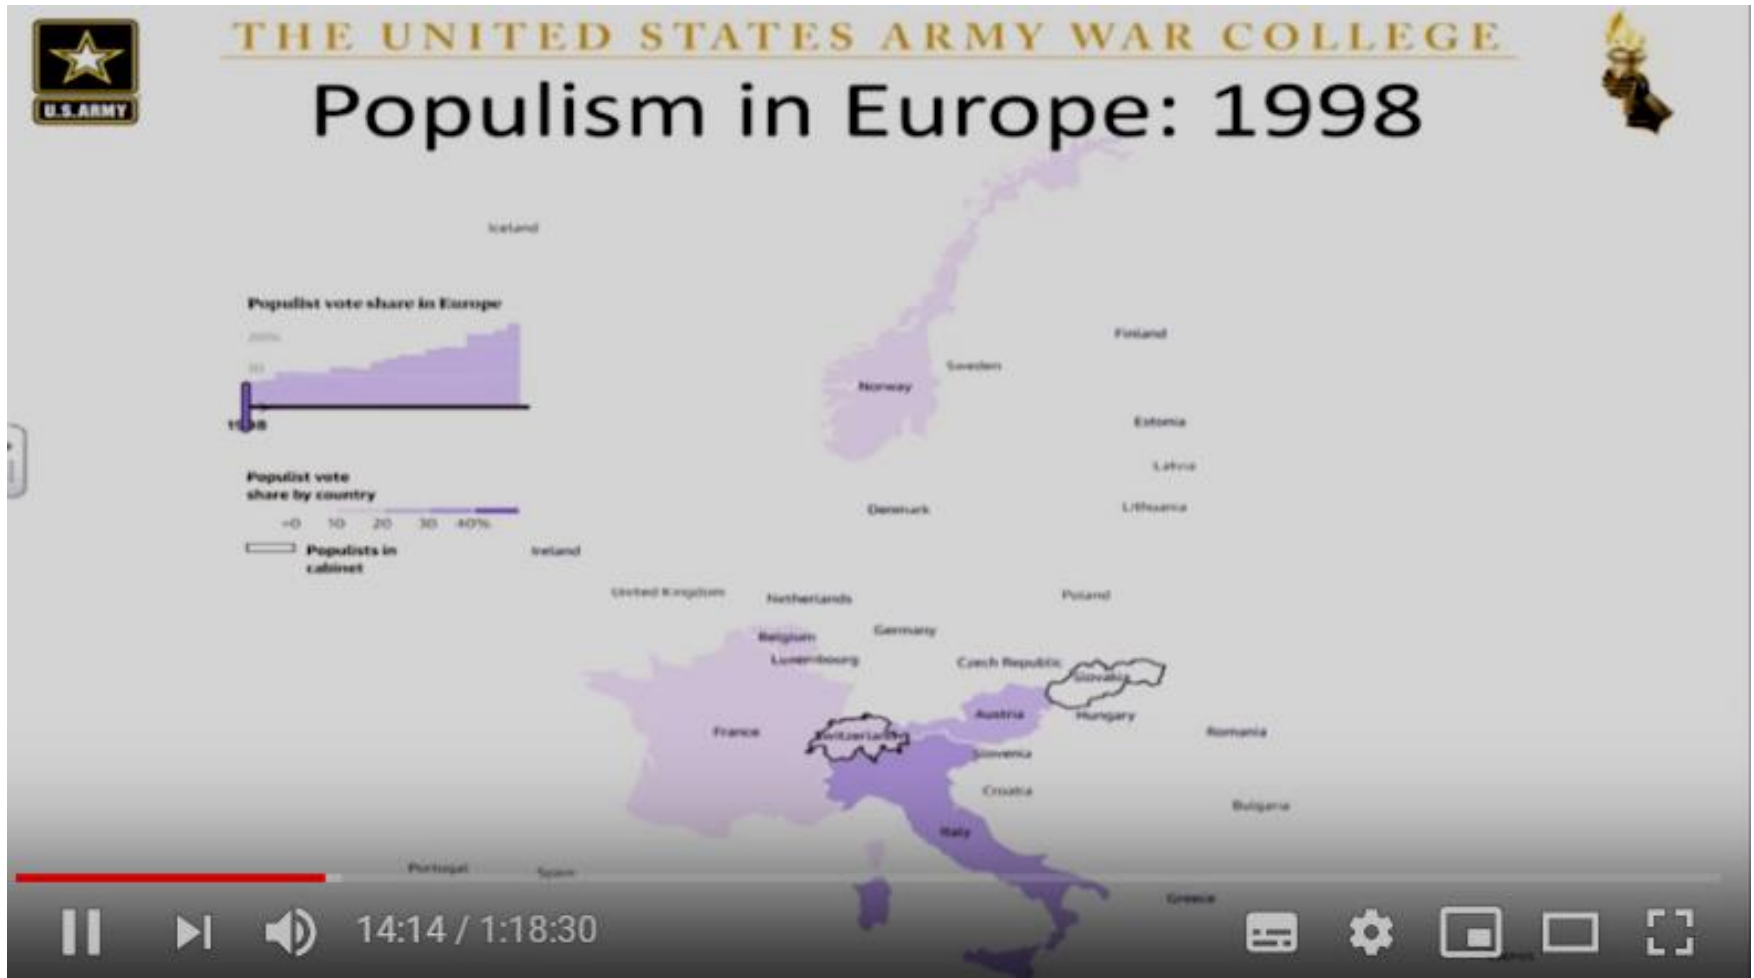 THE UNITED STATES ARMY WAR COLLEGE
U.S.ARMY
Populism in Europe: 1998
Iceland
Populist vote share in Europe
20%
10
1998
Finland
Sweden
Norway
Estonia
Latvia
Lithuania
Denmark
Populist vote
share by country
10 20 30 40%
Populists in
cabinet
Ireland
United Kingdom
Netherlands
Poland
Belgium
Germany
Luxembourg
Czech Republic
Slovakia
Austria
Hungary
France
Switzerland
Romania
Slovenia
Croatia
Bulgaria
Italy
Portugal
Spain
Greece
14:14 / 1:18:30